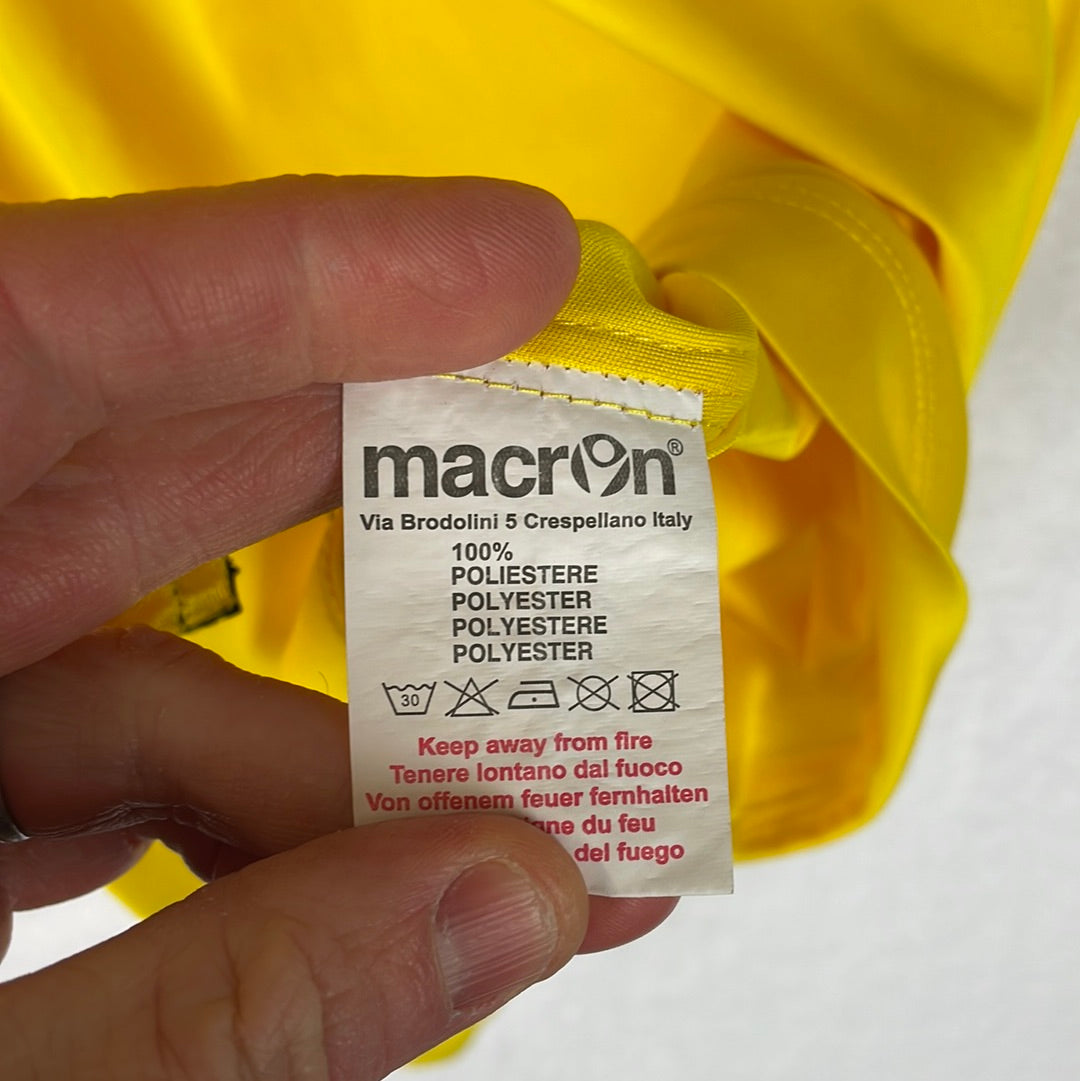 macron®
Via Brodolini 5 Crespellano Italy
100%
POLIESTERE
POLYESTER
POLYESTERE
POLYESTER
30
Keep away from fire
Tenere lontano dal fuoco
Von offenem feuer fernhalten
du feu
del fuego